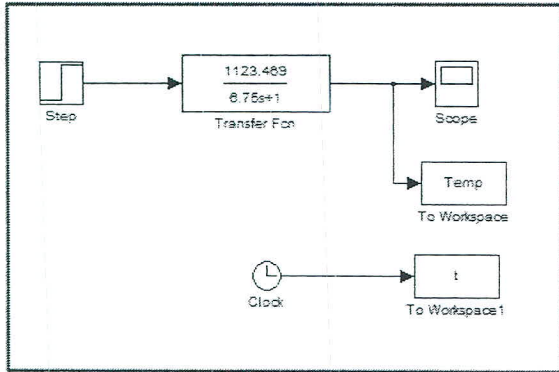 1123.469
6.75s+1
Step
Transfer Fcn
Scope
Temp
To Workspace
Clock
t
To Workspace1